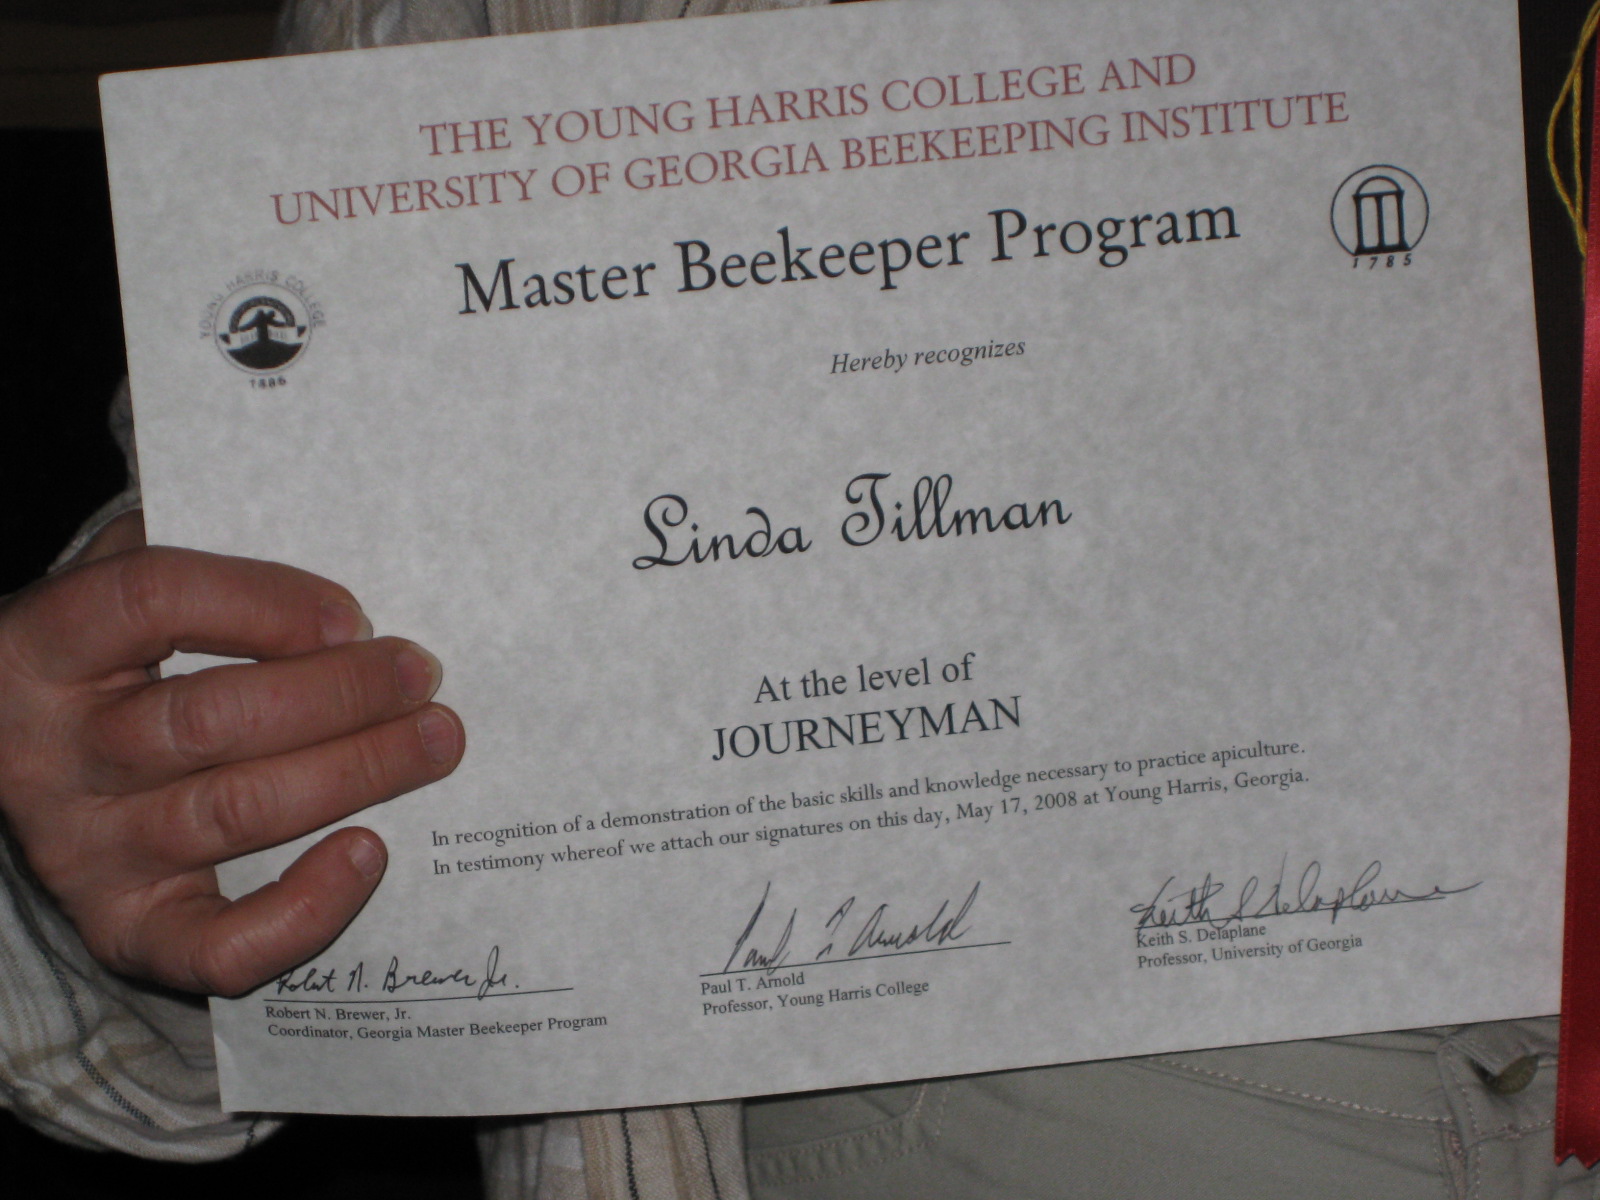 THE YOUNG HARRIS COLLEGE AND
UNIVERSITY OF GEORGIA BEEKEEPING INSTITUTE
Master Beekeeper Program
1785
YOUNG HARRIS COLLEGE
1886
Hereby recognizes
Linda Tillman
At the level of
JOURNEYMAN
In recognition of a demonstration of the basic skills and knowledge necessary to practice apiculture.
In testimony whereof we attach our signatures on this day, May 17, 2008 at Young Harris, Georgia.
Robert N. Brewer Jr.
Robert N. Brewer, Jr.
Coordinator, Georgia Master Beekeeper Program
Paul T Arnold
Paul T. Arnold
Professor, Young Harris College
Keith S Delaplane
Keith S. Delaplane
Professor, University of Georgia